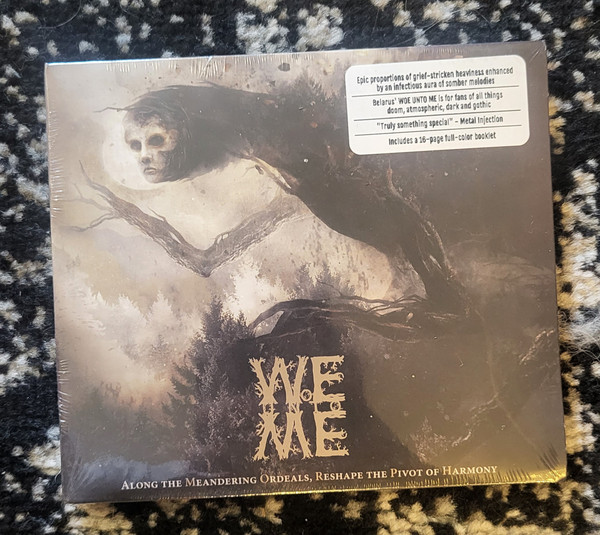 Epic proportions of grief-stricken heaviness enhanced
by an infectious aura of somber melodies
Belarus' WOE UNTO ME is for fans of all things
doom, atmospheric, dark and gothic
"Truly something special" – Metal Injection
Includes a 16-page full-color booklet
WOE
ME
ALONG THE MEANDERING ORDEALS, RESHAPE THE PIVOT OF HARMONY